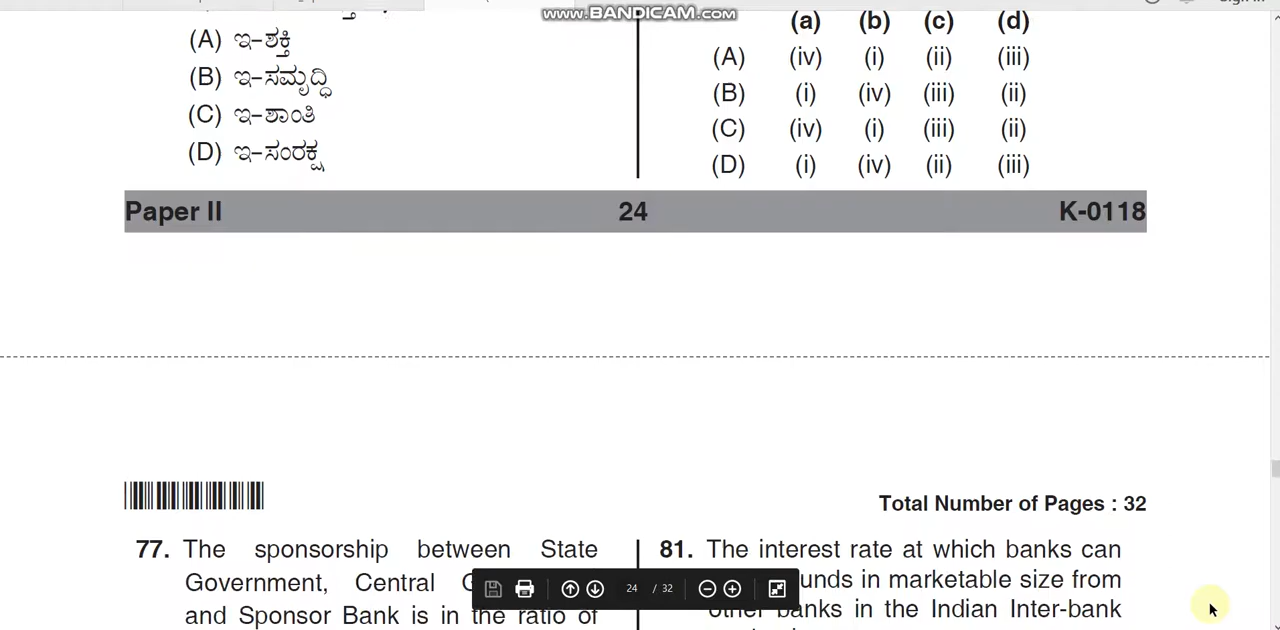 www.BANDICAM.com
(A) ಇ–ಶಕ್ತಿ
(B) ಇ–ಸಮೃದ್ಧಿ
(C) ಇ–ಶಾಂತಿ
(D) ಇ–ಸಂರಕ್ಷ
(a) (b) (c) (d)
(A) (iv) (i) (ii) (iii)
(B) (i) (iv) (iii) (ii)
(C) (iv) (i) (iii) (ii)
(D) (i) (iv) (ii) (iii)
Paper II 24 K-0118
Total Number of Pages : 32
77. The sponsorship between State
Government, Central
and Sponsor Bank is in the ratio of
81. The interest rate at which banks can
in marketable size from
other banks in the Indian Inter-bank
24 / 32